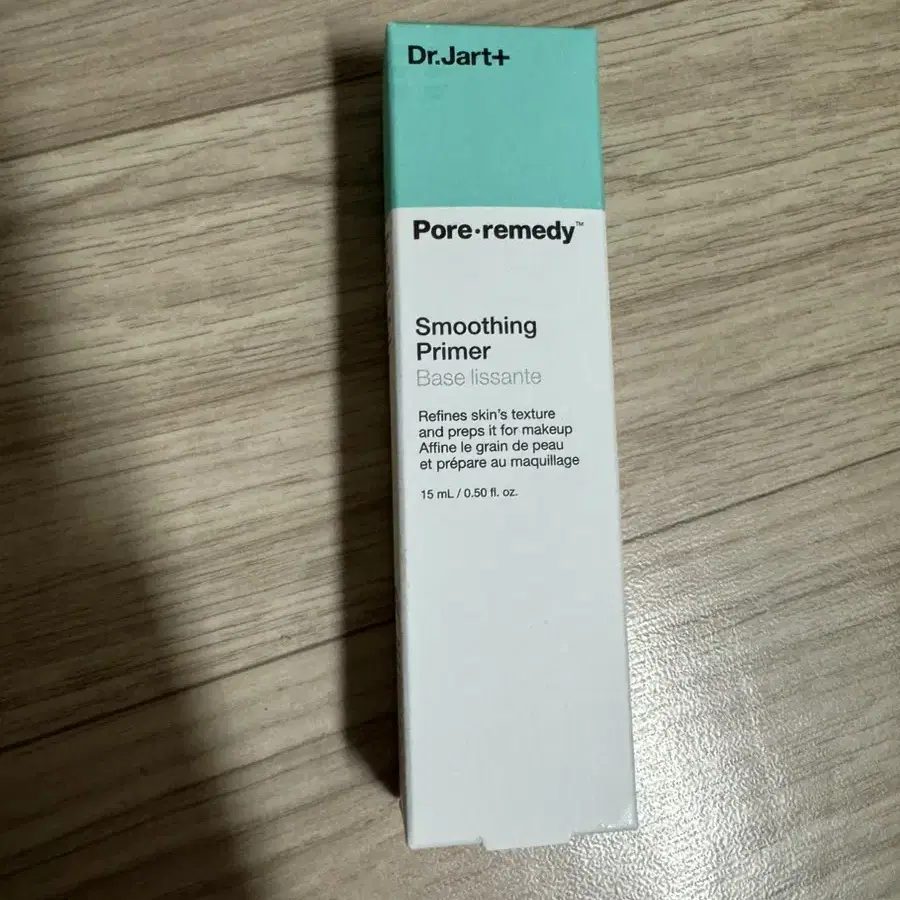 Dr.Jart+
Pore·remedy™
Smoothing
Primer
Base lissante
Refines skin's texture
and preps it for makeup
Affine le grain de peau
et prépare au maquillage
15 mL / 0.50 fl. oz.